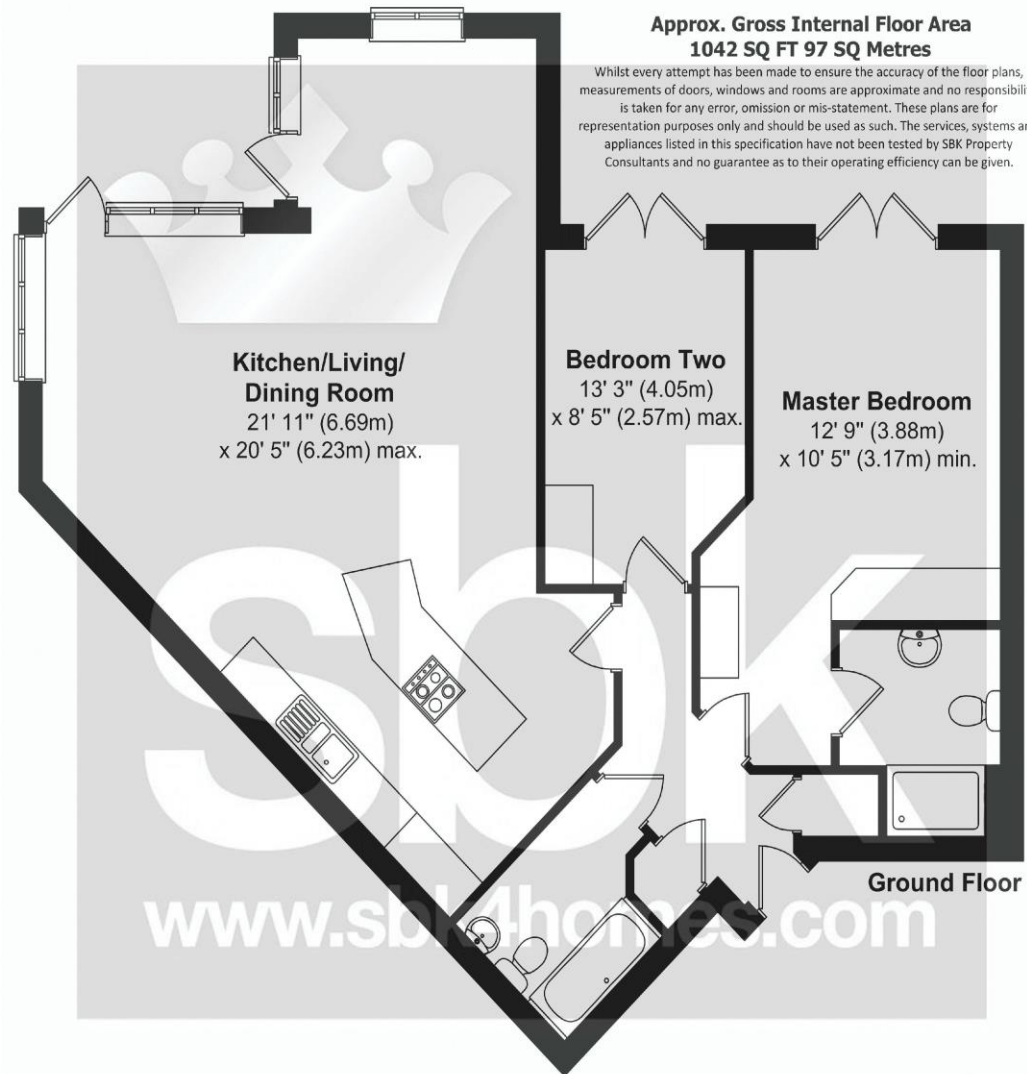 Approx. Gross Internal Floor Area
1042 SQ FT 97 SQ Metres
Whilst every attempt has been made to ensure the accuracy of the floor plans,
measurements of doors, windows and rooms are approximate and no responsibili
is taken for any error, omission or mis-statement. These plans are for
representation purposes only and should be used as such. The services, systems an
appliances listed in this specification have not been tested by SBK Property
Consultants and no guarantee as to their operating efficiency can be given.
Kitchen/Living/
Dining Room
21' 11" (6.69m)
x 20' 5" (6.23m) max.
Bedroom Two
13' 3" (4.05m)
x 8' 5" (2.57m) max.
Master Bedroom
12' 9" (3.88m)
x 10' 5" (3.17m) min.
sbk
Ground Floor
www.sbk4homes.com